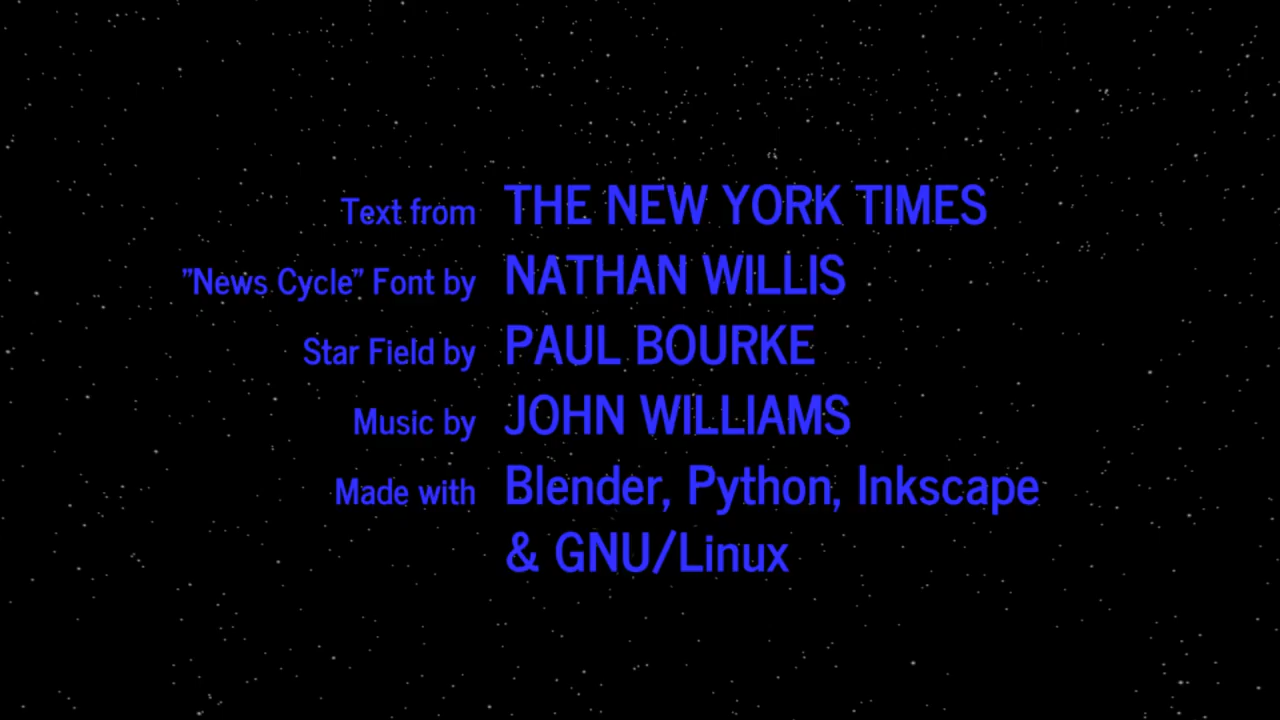 Text from THE NEW YORK TIMES
"News Cycle" Font by NATHAN WILLIS
Star Field by PAUL BOURKE
Music by JOHN WILLIAMS
Made with Blender, Python, Inkscape
& GNU/Linux